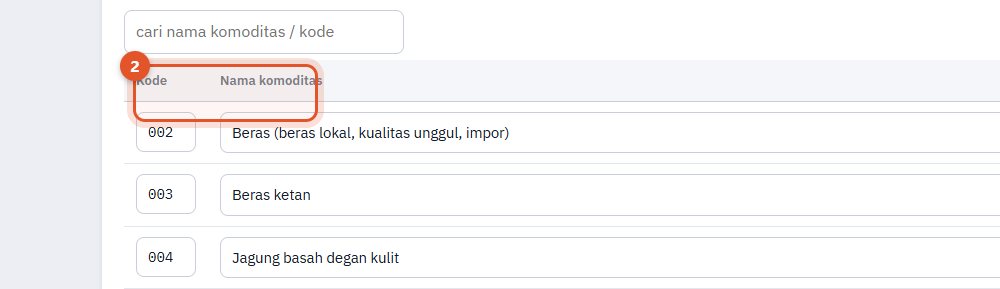 cari nama komoditas / kode
2
Kode Nama komoditas
002 Beras (beras lokal, kualitas unggul, impor)
003 Beras ketan
004 Jagung basah degan kulit